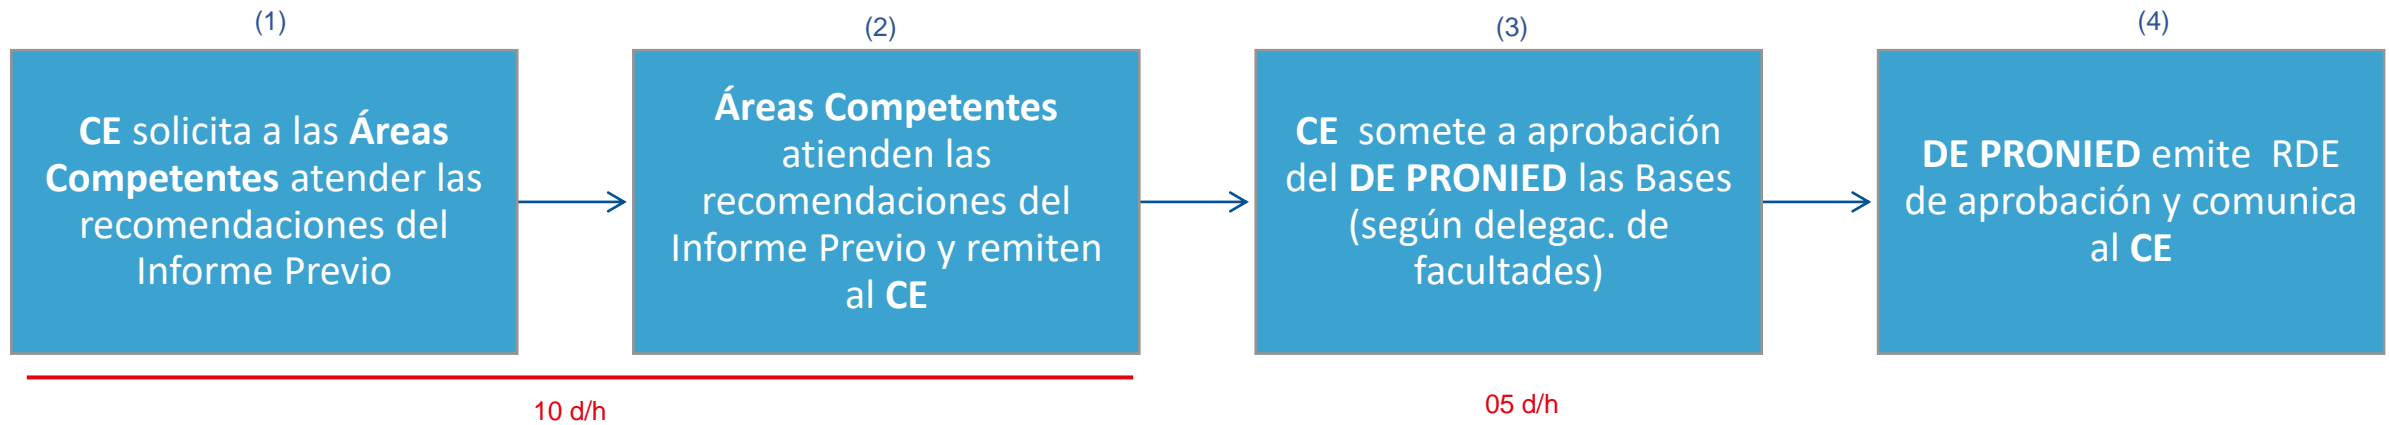 (1)
CE solicita a las Áreas
Competentes atender las
recomendaciones del
Informe Previo
(2)
Áreas Competentes
atienden las
recomendaciones del
Informe Previo y remiten
al CE
(3)
CE somete a aprobación
del DE PRONIED las Bases
(según delegac. de
facultades)
(4)
DE PRONIED emite RDE
de aprobación y comunica
al CE
10 d/h
05 d/h